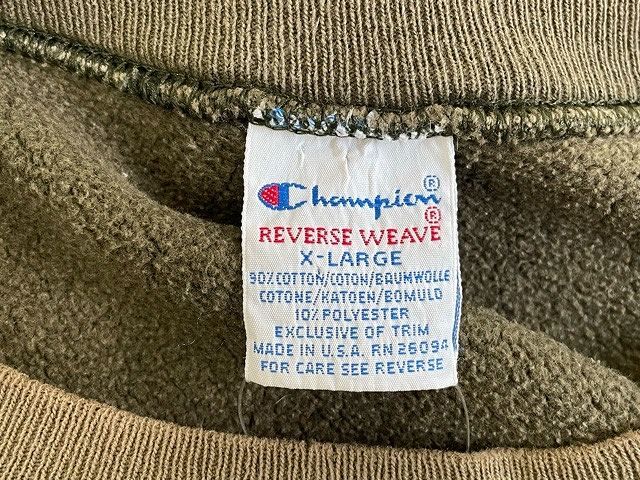 Champion®
REVERSE WEAVE®
X-LARGE
90%COTTON/COTON/BAUMWOLLE
COTONE/KATOEN/BOMULD
10% POLYESTER
EXCLUSIVE OF TRIM
MADE IN U.S.A. RN 26094
FOR CARE SEE REVERSE